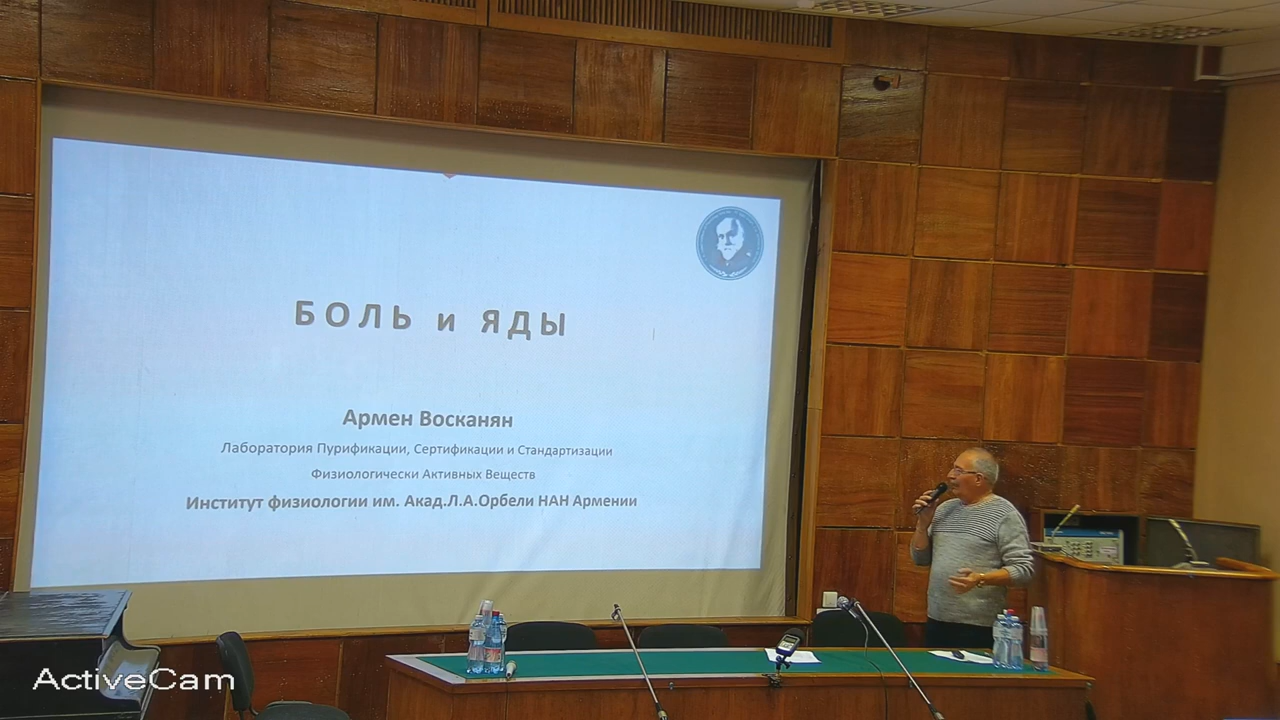 БОЛЬ и ЯДЫ
Армен Восканян
Лаборатория Пурификации, Сертификации и Стандартизации
Физиологически Активных Веществ
Институт физиологии им. Акад.Л.А.Орбели НАН Армении
ActiveCam